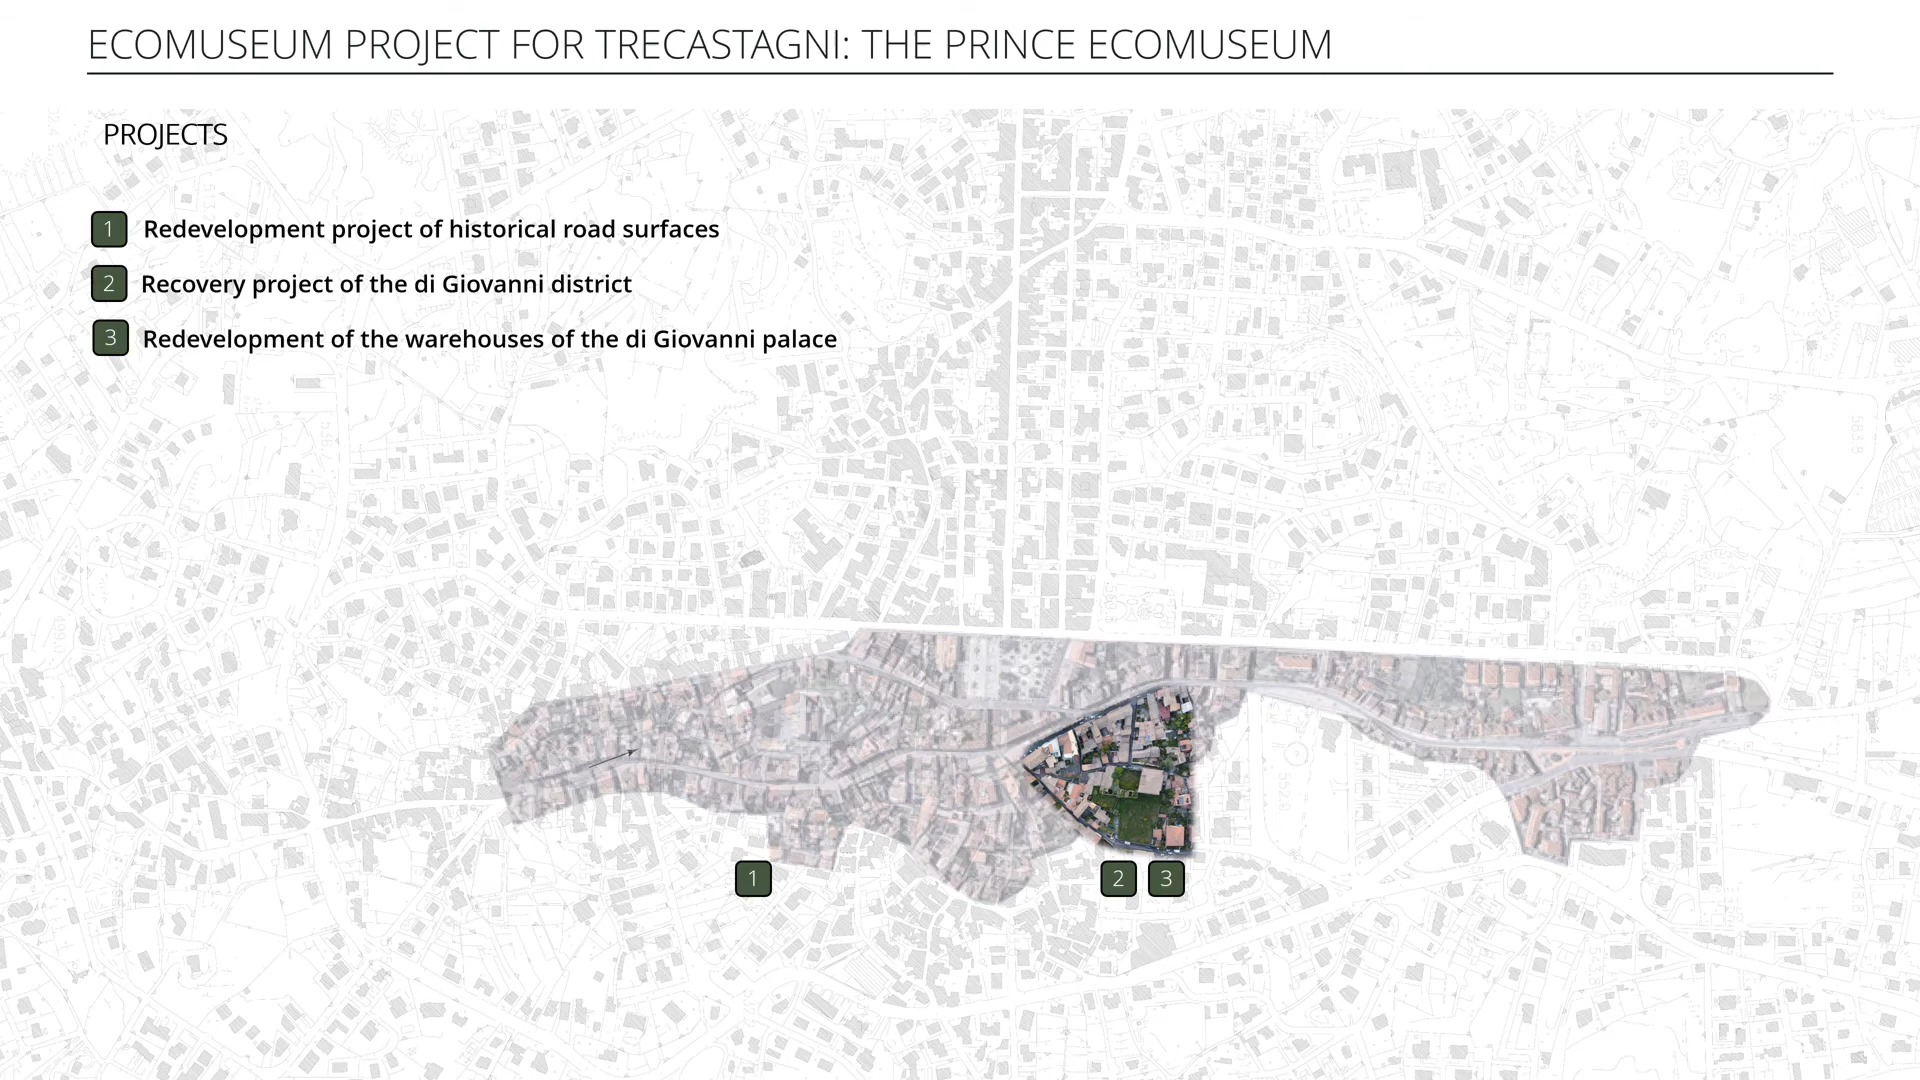 ECOMUSEUM PROJECT FOR TRECASTAGNI: THE PRINCE ECOMUSEUM
PROJECTS
1 Redevelopment project of historical road surfaces
2 Recovery project of the di Giovanni district
3 Redevelopment of the warehouses of the di Giovanni palace
1
2 3